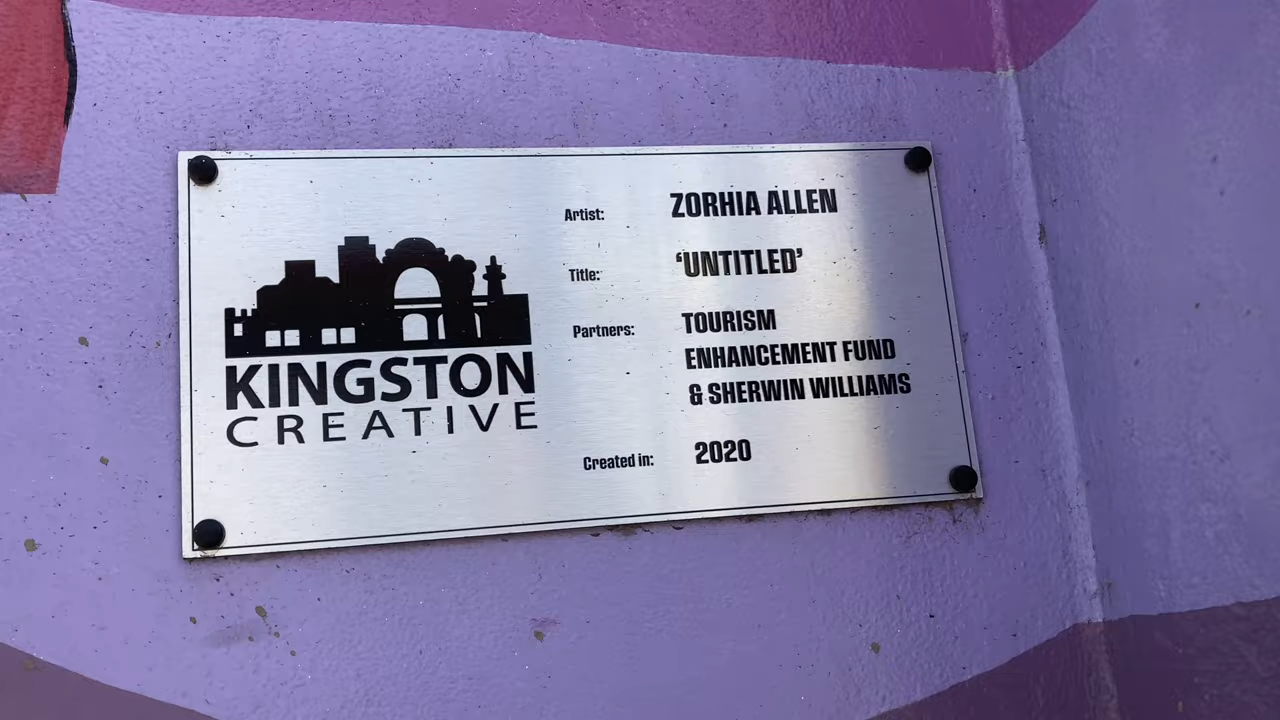 KINGSTON
CREATIVE
Artist: ZORHIA ALLEN
Title: ‘UNTITLED’
Partners: TOURISM
ENHANCEMENT FUND
& SHERWIN WILLIAMS
Created in: 2020